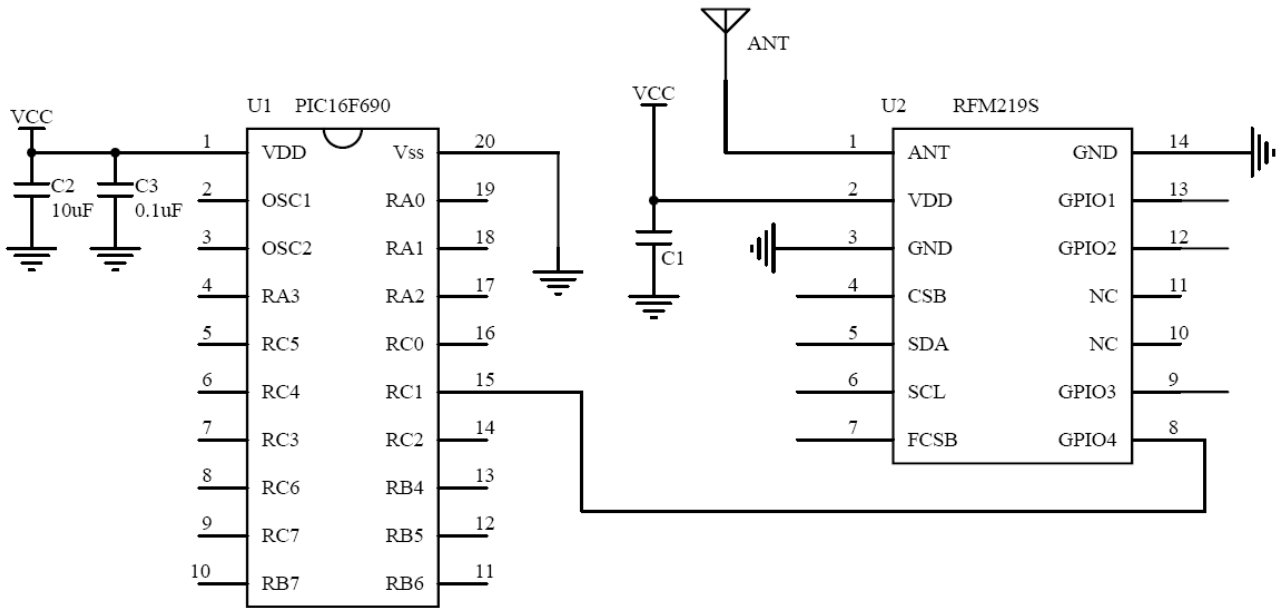 ANT
VCC
C2
10uF
C3
0.1uF
U1 PIC16F690
1 VDD Vss 20
2 OSC1 RA0 19
3 OSC2 RA1 18
4 RA3 RA2 17
5 RC5 RC0 16
6 RC4 RC1 15
7 RC3 RC2 14
8 RC6 RB4 13
9 RC7 RB5 12
10 RB7 RB6 11
VCC
C1
U2 RFM219S
1 ANT GND 14
2 VDD GPIO1 13
3 GND GPIO2 12
4 CSB NC 11
5 SDA NC 10
6 SCL GPIO3 9
7 FCSB GPIO4 8